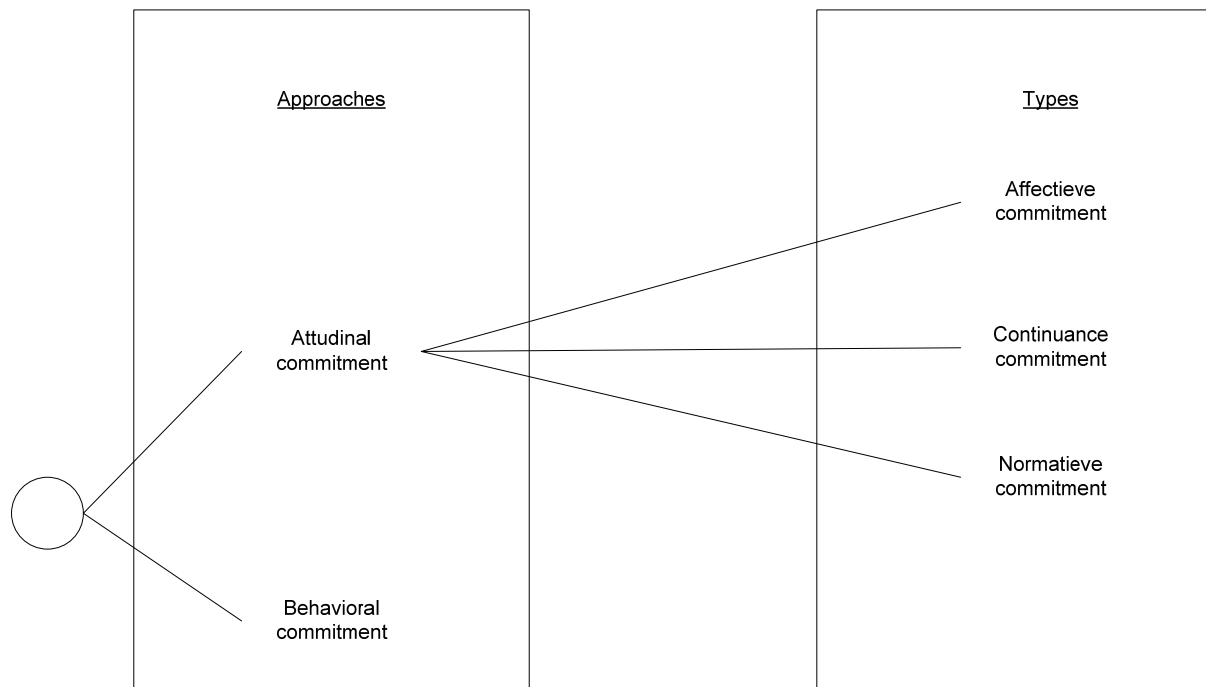 Approaches
Attudinal
commitment
Behavioral
commitment
Types
Affectieve
commitment
Continuance
commitment
Normatieve
commitment